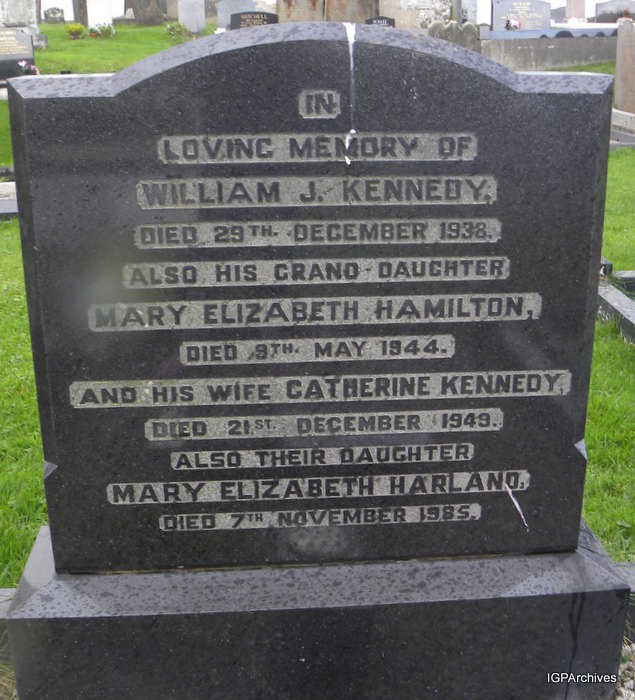 MITCHELL
IN
LOVING MEMORY OF
WILLIAM J. KENNEDY,
DIED 29TH. DECEMBER 1938.
ALSO HIS GRAND DAUGHTER
MARY ELIZABETH HAMILTON,
DIED 9TH. MAY 1944.
AND HIS WIFE CATHERINE KENNEDY,
DIED 21ST. DECEMBER 1949.
ALSO THEIR DAUGHTER
MARY ELIZABETH HARLAND.
DIED 7TH NOVEMBER 1985.
IGPArchives